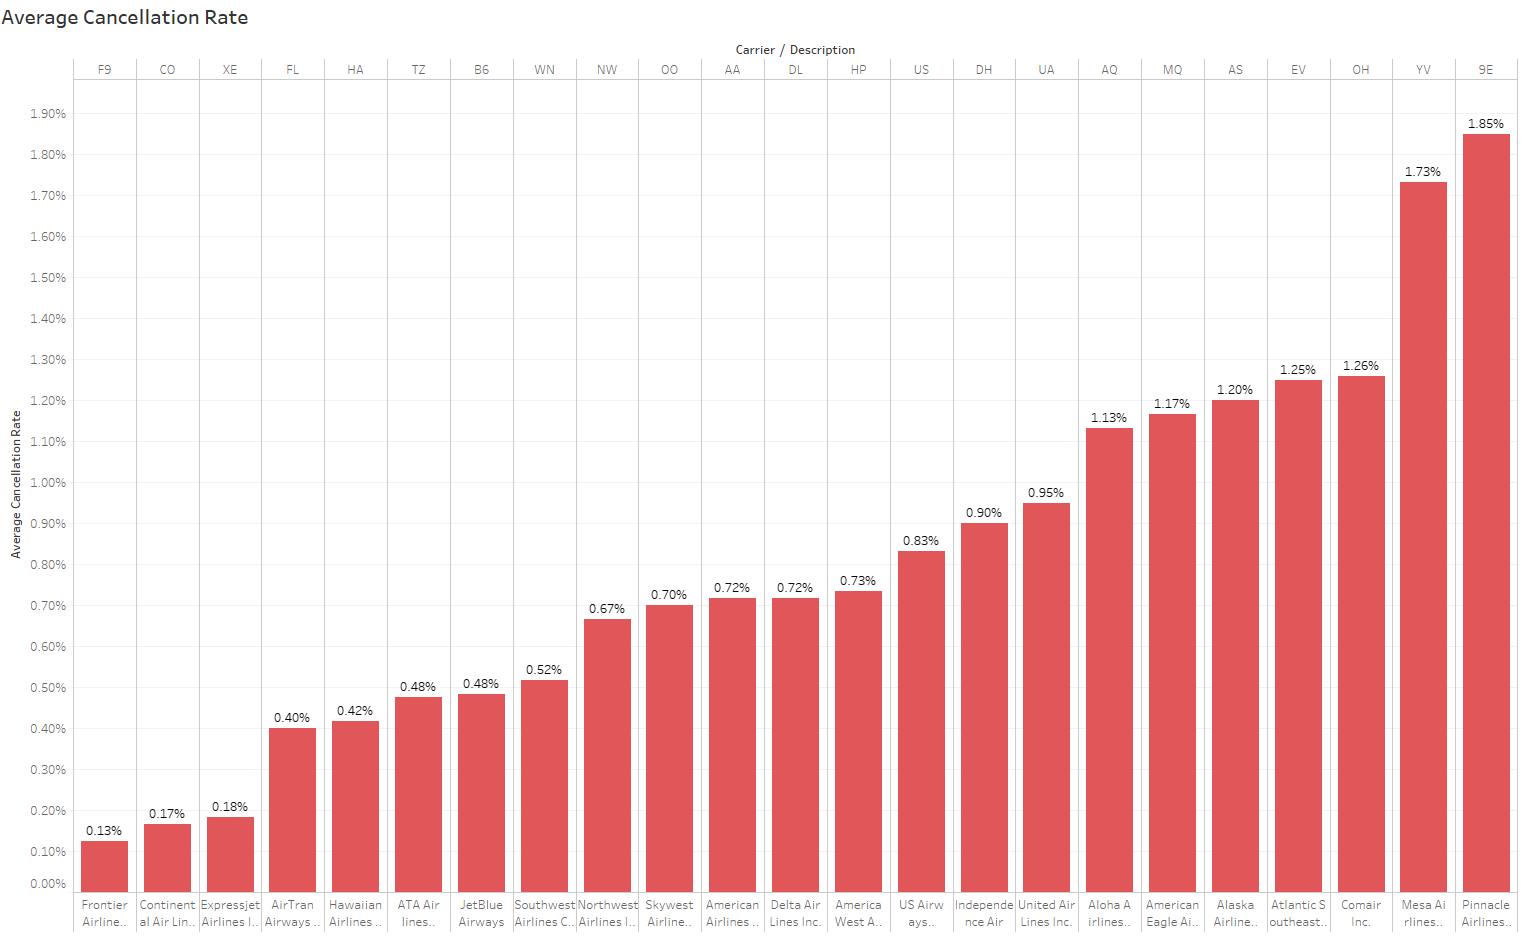 Average Cancellation Rate
Carrier / Description
F9 CO XE FL HA TZ B6 WN NW OO AA DL HP US DH UA AQ MQ AS EV OH YV 9E
1.90%
1.80%
1.70%
1.60%
1.50%
1.40%
1.30%
1.20%
1.10%
1.00%
0.90%
0.80%
0.70%
0.60%
0.50%
0.40%
0.30%
0.20%
0.10%
0.00%
Average Cancellation Rate
0.13% 0.17% 0.18% 0.40% 0.42% 0.48% 0.48% 0.52% 0.67% 0.70% 0.72% 0.72% 0.73% 0.83% 0.90% 0.95% 1.13% 1.17% 1.20% 1.25% 1.26% 1.73% 1.85%
Frontier Continent Expressjet AirTran Hawaiian ATA Air JetBlue Southwest Northwest Skywest American Delta Air America US Airw Independe United Air Aloha A American Alaska Atlantic S Comair Mesa Ai Pinnacle
Airline.. al Air Lin.. Airlines I.. Airways .. Airlines .. lines.. Airways Airlines C.. Airlines I.. Airline.. Airlines .. Lines Inc. West A.. ays.. nce Air Lines Inc. irlines.. Eagle Ai.. Airline.. outheast.. Inc. rlines.. Airlines..